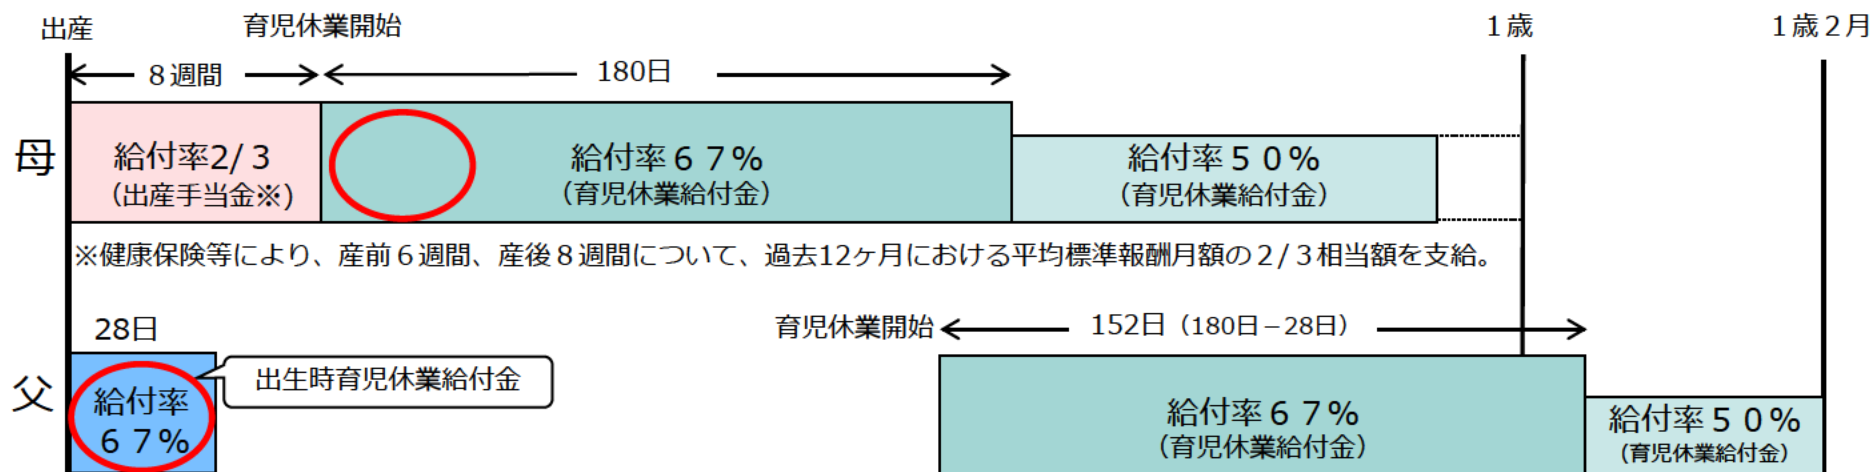 出産
育児休業開始
1歳
1歳2月
8週間
180日
母
給付率2/3
(出産手当金※)
給付率67%
(育児休業給付金)
給付率50%
(育児休業給付金)
※健康保険等により、産前6週間、産後8週間について、過去12ヶ月における平均標準報酬月額の2/3相当額を支給。
28日
育児休業開始
152日(180日-28日)
父
給付率
67%
出生時育児休業給付金
給付率67%
(育児休業給付金)
給付率50%
(育児休業給付金)